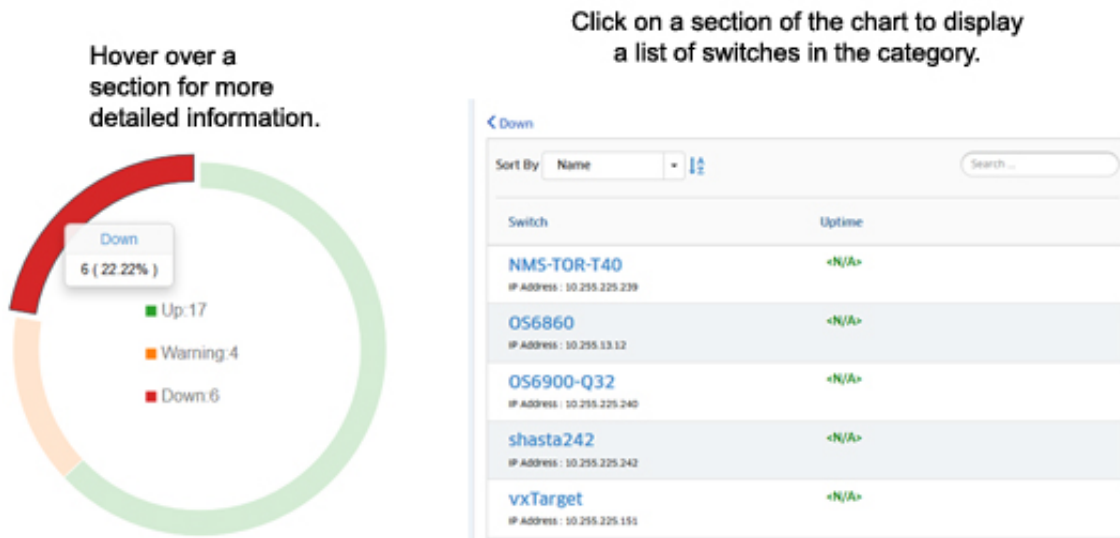 Hover over a
section for more
detailed information.
Down
6 ( 22.22% )
Up:17
Warning:4
Down:6
Click on a section of the chart to display
a list of switches in the category.
Down
Sort By Name
Search ...
Switch Uptime
NMS-TOR-T40 <N/A>
IP Address : 10.255.225.239
OS6860 <N/A>
IP Address : 10.255.13.12
OS6900-Q32 <N/A>
IP Address : 10.255.225.240
shasta242 <N/A>
IP Address : 10.255.225.242
vxTarget <N/A>
IP Address : 10.255.225.151